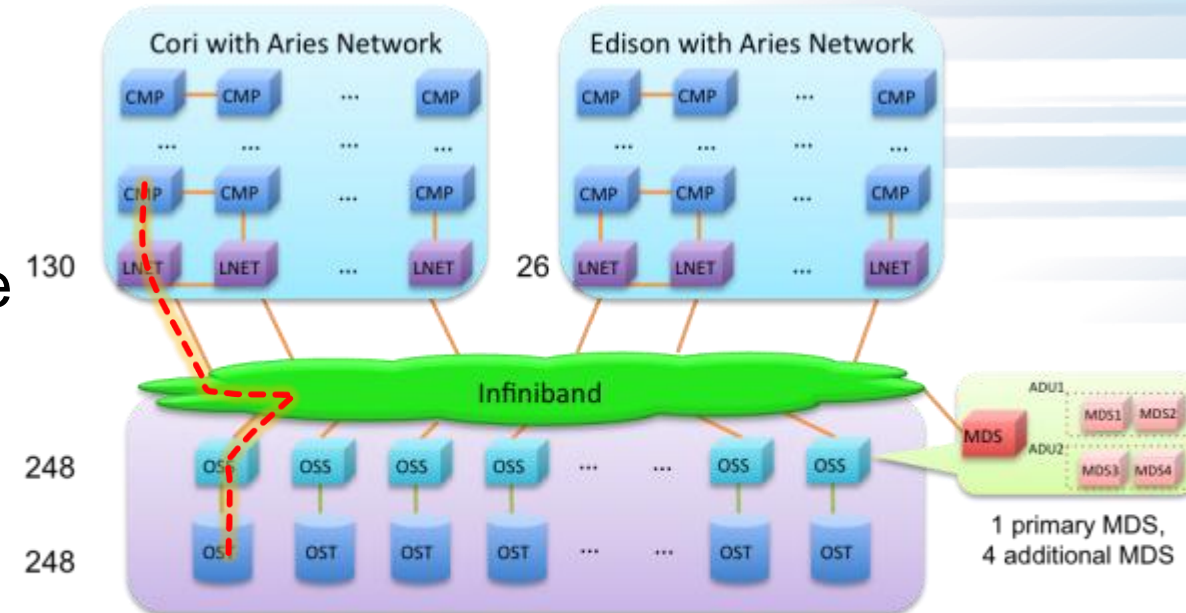 Cori with Aries Network
CMP CMP ... CMP
... ... ... ...
CMP CMP ... CMP
130 LNET LNET ... LNET
Edison with Aries Network
CMP CMP ... CMP
... ... ... ...
CMP CMP ... CMP
26 LNET LNET ... LNET
e
Infiniband
248 OSS OSS OSS OSS ... ... OSS OSS
248 OST OST OST OST ... ... OST OST
MDS
ADU1
MDS1 MDS2
ADU2
MDS3 MDS4
1 primary MDS,
4 additional MDS